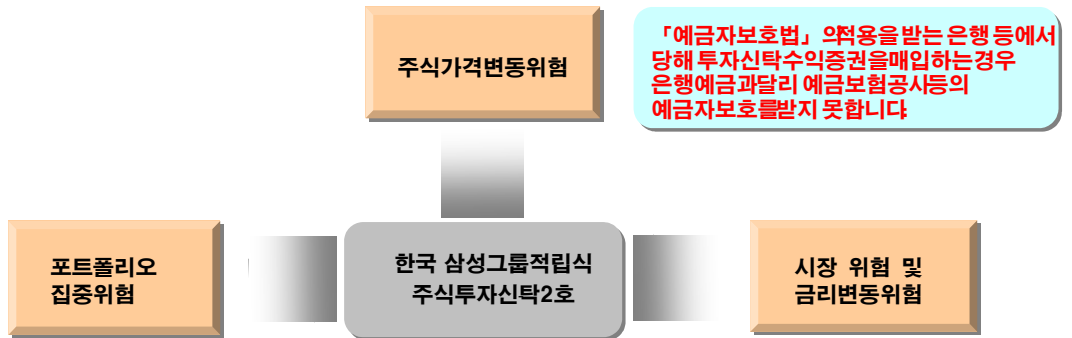 주식가격변동위험
「예금자보호법」의적용을받는 은행 등에서
당해 투자신탁수익증권을매입하는경우
은행예금과달리 예금보험공사등의
예금자보호를받지 못합니다
포트폴리오
집중위험
한국 삼성그룹적립식
주식투자신탁2호
시장 위험 및
금리변동위험